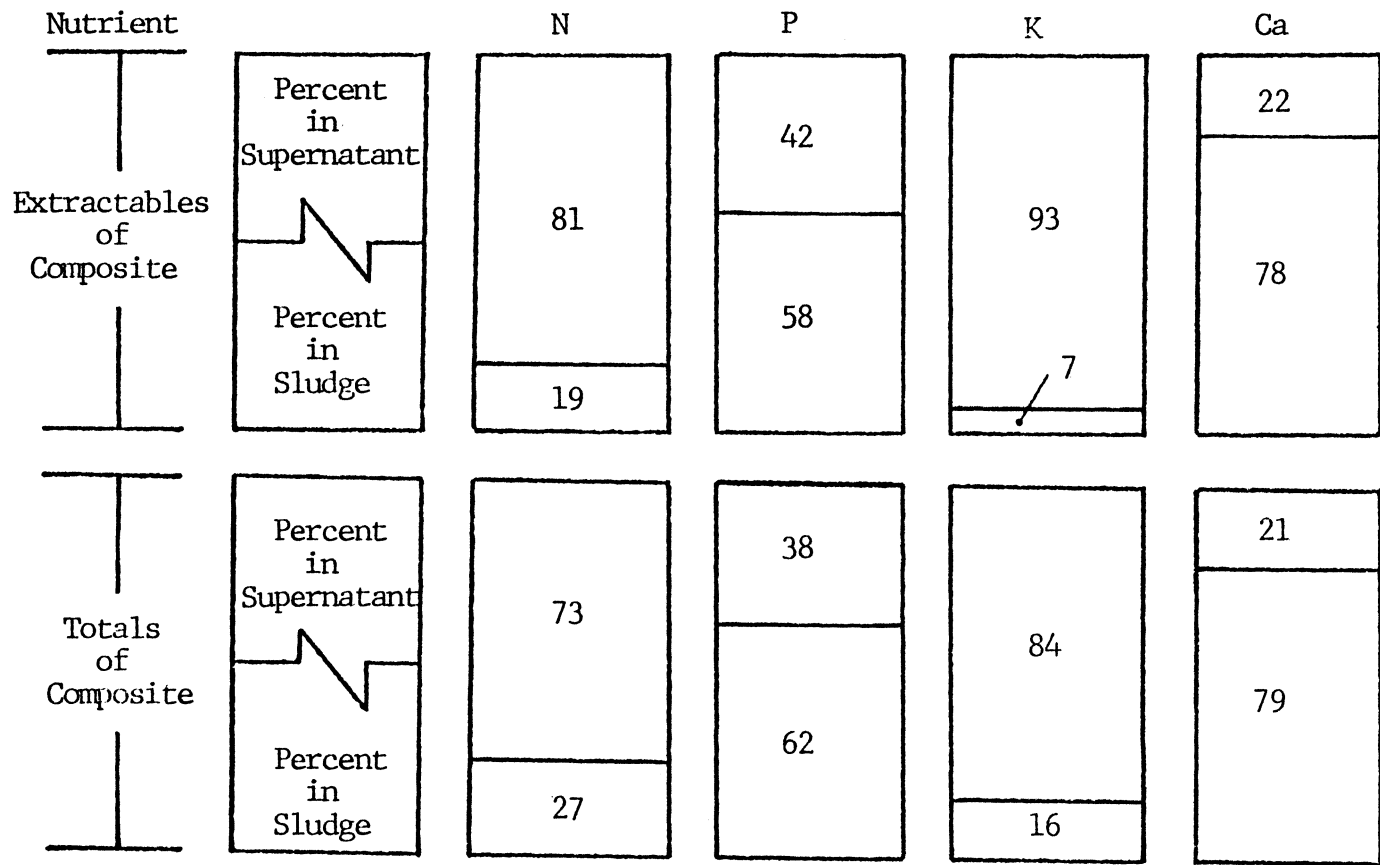 Nutrient
N
P
K
Ca
Extractables
of
Composite
Percent
in
Supernatant
Percent
in
Sludge
81
19
42
58
93
7
22
78
Totals
of
Composite
Percent
in
Supernatant
Percent
in
Sludge
73
27
38
62
84
16
21
79